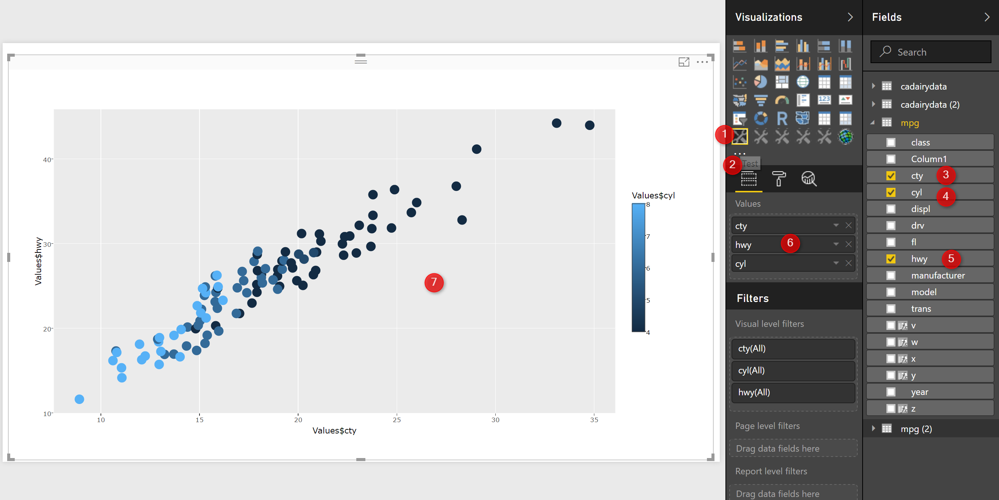 Values$hwy
40
30
20
10
10 15 20 25 30 35
Values$cty
7
Values$cyl
8
7
6
5
4
Visualizations
R
123
1
...
2
Test
Values
cty
hwy
6
cyl
Filters
Visual level filters
cty(All)
cyl(All)
hwy(All)
Page level filters
Drag data fields here
Report level filters
Drag data fields here
Fields
Search
cadairydata
cadairydata (2)
mpg
class
Column1
cty 3
cyl 4
displ
drv
fl
hwy 5
manufacturer
model
trans
v
w
x
y
year
z
mpg (2)